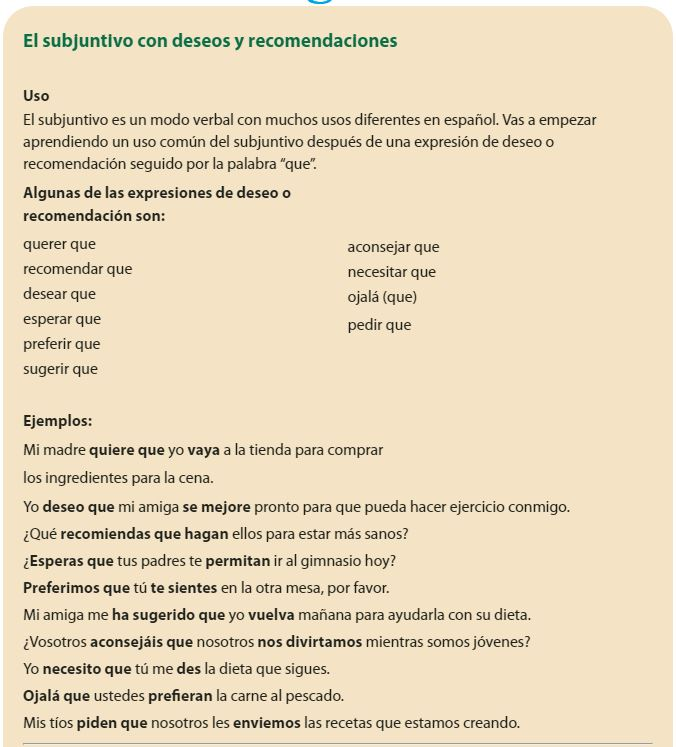 El subjuntivo con deseos y recomendaciones
Uso
El subjuntivo es un modo verbal con muchos usos diferentes en español. Vas a empezar
aprendiendo un uso común del subjuntivo después de una expresión de deseo o
recomendación seguido por la palabra “que”.
Algunas de las expresiones de deseo o
recomendación son:
querer que
recomendar que
desear que
esperar que
preferir que
sugerir que
aconsejar que
necesitar que
ojalá (que)
pedir que
Ejemplos:
Mi madre quiere que yo vaya a la tienda para comprar
los ingredientes para la cena.
Yo deseo que mi amiga se mejore pronto para que pueda hacer ejercicio conmigo.
¿Qué recomiendas que hagan ellos para estar más sanos?
¿Esperas que tus padres te permitan ir al gimnasio hoy?
Preferimos que tú te sientes en la otra mesa, por favor.
Mi amiga me ha sugerido que yo vuelva mañana para ayudarla con su dieta.
¿Vosotros aconsejáis que nosotros nos divirtamos mientras somos jóvenes?
Yo necesito que tú me des la dieta que sigues.
Ojalá que ustedes prefieran la carne al pescado.
Mis tíos piden que nosotros les enviemos las recetas que estamos creando.